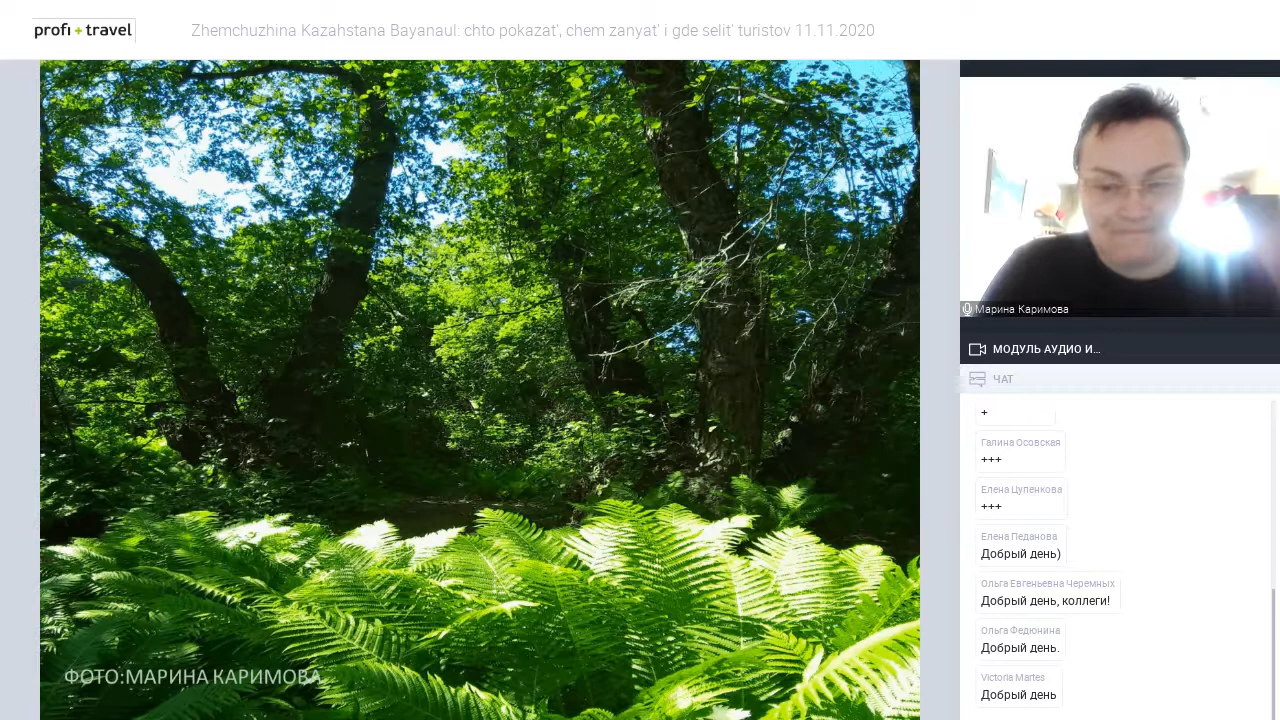 profi + travel
Zhemchuzhina Kazahstana Bayanaul: chto pokazat', chem zanyat' i gde selit' turistov 11.11.2020
ФОТО:МАРИНА КАРИМОВА
Марина Каримова
МОДУЛЬ АУДИО И...
ЧАТ
+
Галина Осовская
+++
Елена Цупенкова
+++
Елена Педанова
Добрый день)
Ольга Евгеньевна Черемных
Добрый день, коллеги!
Ольга Федюнина
Добрый день.
Victoria Martes
Добрый день